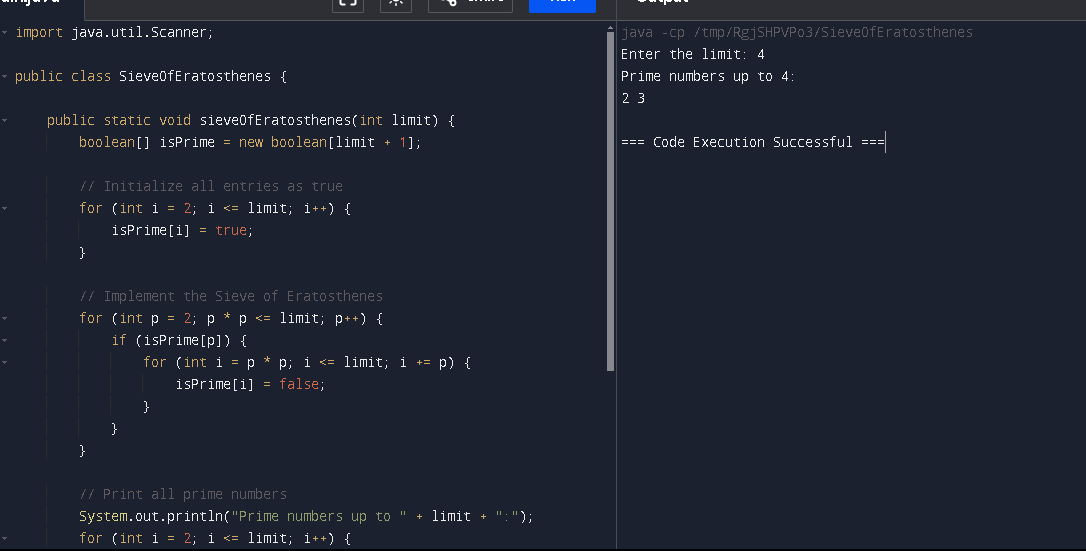 Output
import java.util.Scanner;
public class SieveOfEratosthenes {
public static void sieveOfEratosthenes(int limit) {
boolean[] isPrime = new boolean[limit + 1];
// Initialize all entries as true
for (int i = 2; i <= limit; i++) {
isPrime[i] = true;
}
// Implement the Sieve of Eratosthenes
for (int p = 2; p * p <= limit; p++) {
if (isPrime[p]) {
for (int i = p * p; i <= limit; i += p) {
isPrime[i] = false;
}
}
}
// Print all prime numbers
System.out.println("Prime numbers up to " + limit + ":");
for (int i = 2; i <= limit; i++) {
java -cp /tmp/RgjSHPVPo3/SieveOfEratosthenes
Enter the limit: 4
Prime numbers up to 4:
2 3
=== Code Execution Successful ===